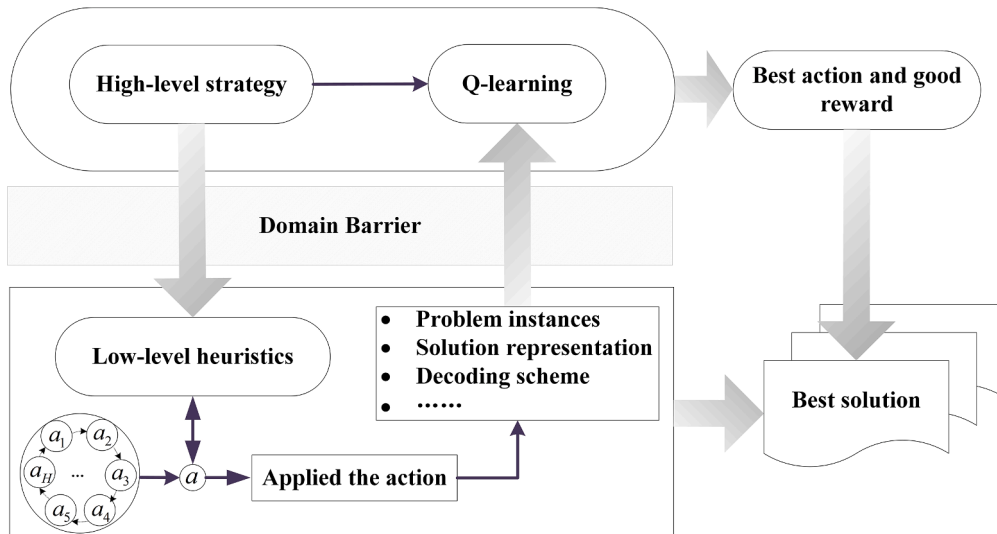 High-level strategy
Q-learning
Best action and good
reward
Domain Barrier
Low-level heuristics
• Problem instances
• Solution representation
• Decoding scheme
• ……
Best solution
a1
a2
aH
...
a3
a5
a4
a
Applied the action